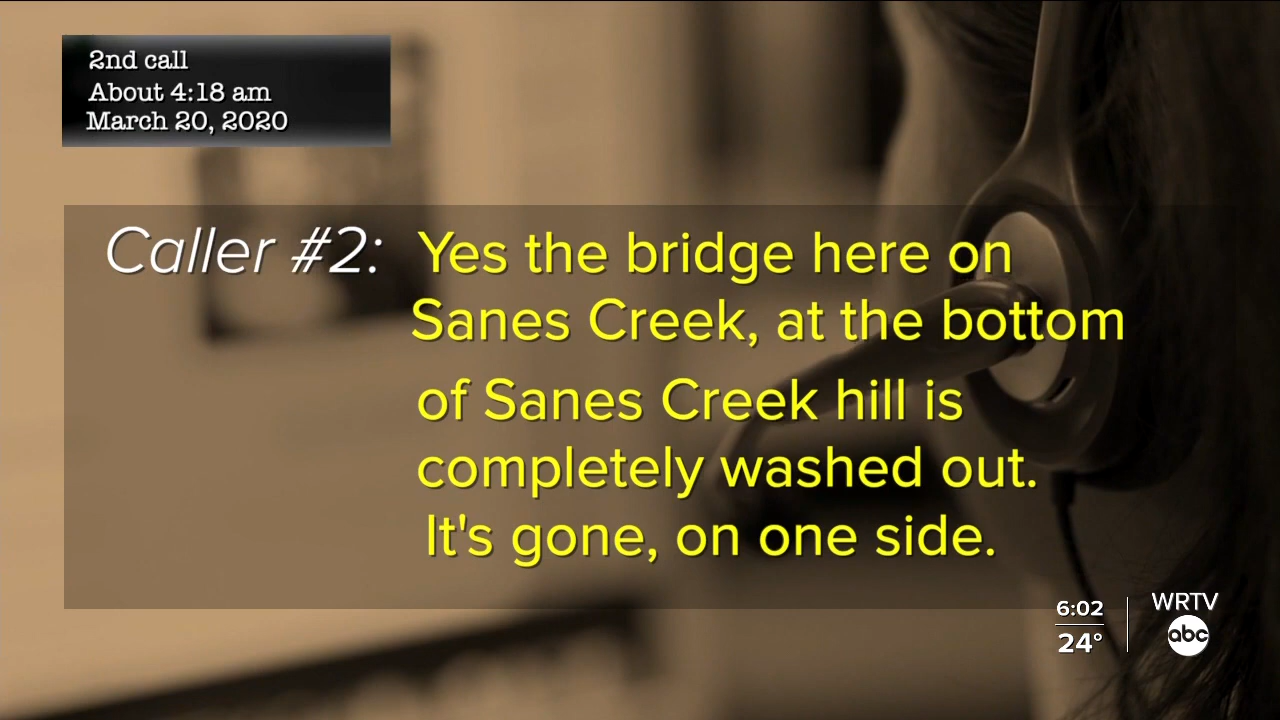 2nd call
About 4:18 am
March 20, 2020
Caller #2: Yes the bridge here on
Sanes Creek, at the bottom
of Sanes Creek hill is
completely washed out.
It's gone, on one side.
6:02
24°
WRTV
abc